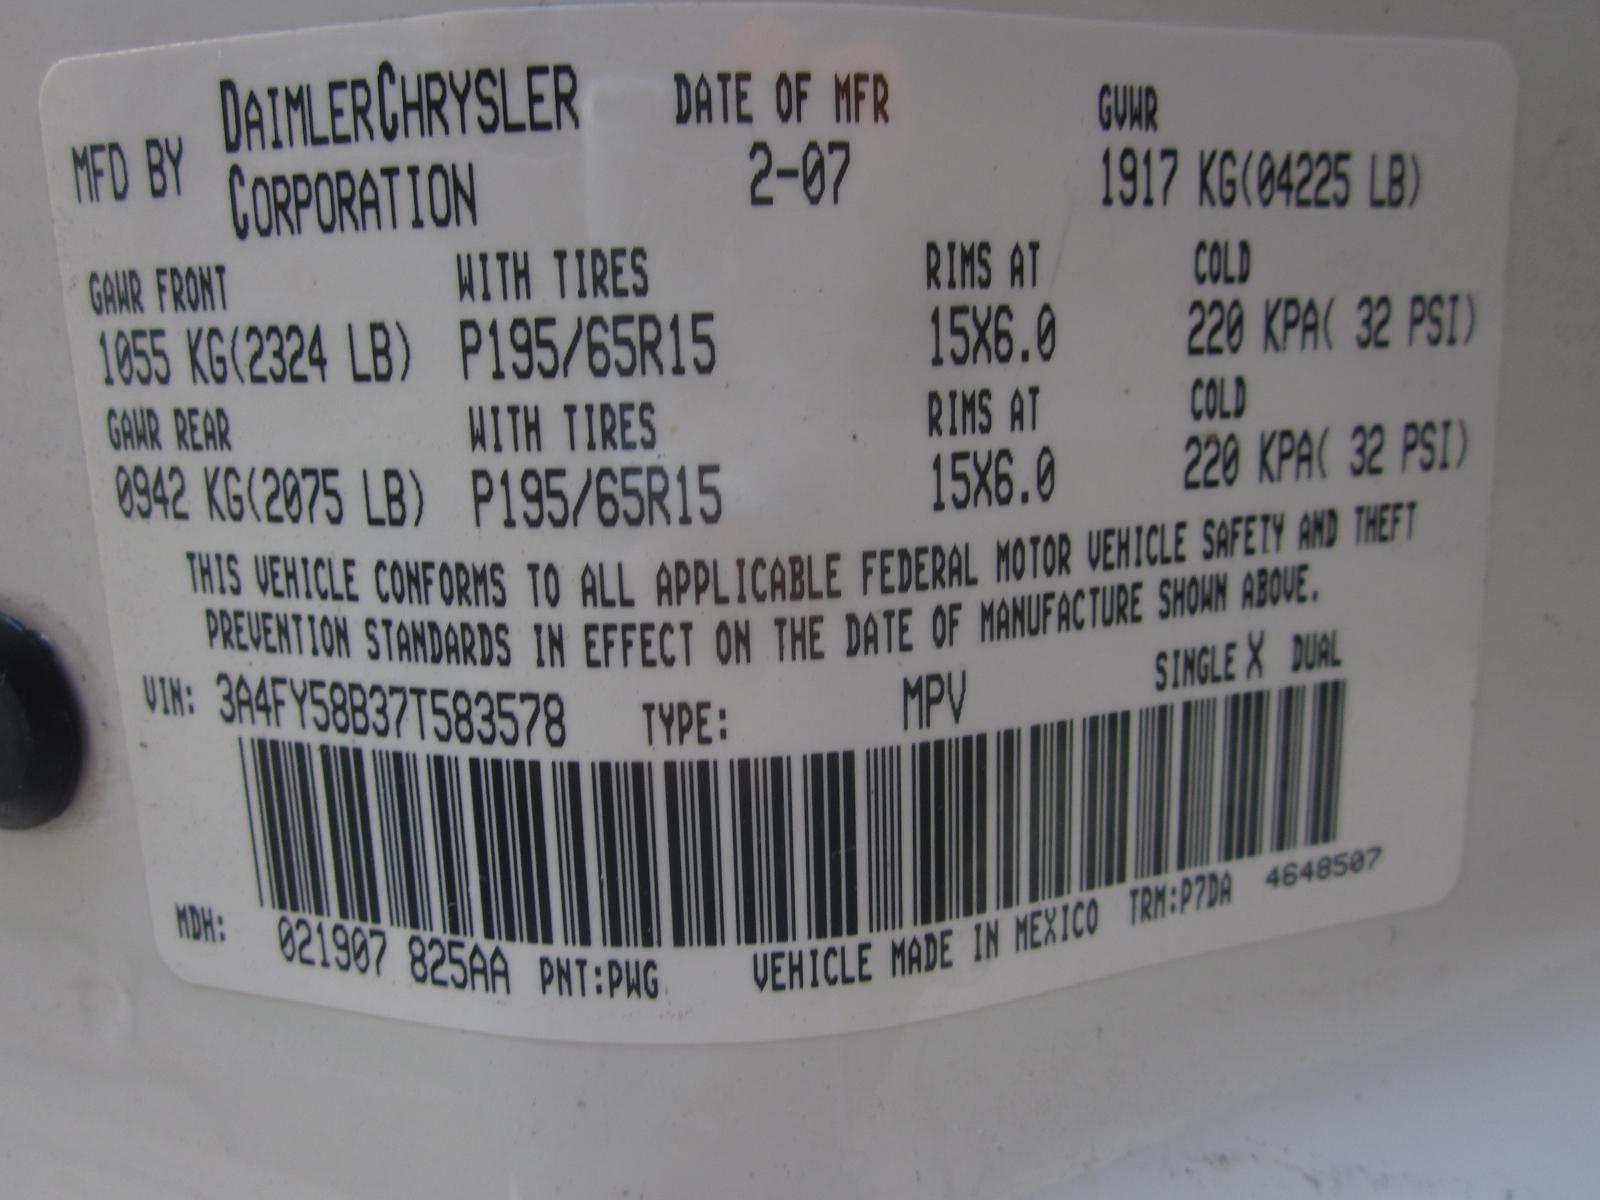 MFD BY DAIMLERCHRYSLER CORPORATION
DATE OF MFR
2-07
GVWR
1917 KG(04225 LB)
GAWR FRONT WITH TIRES RIMS AT COLD
1055 KG(2324 LB) P195/65R15 15X6.0 220 KPA( 32 PSI)
GAWR REAR WITH TIRES RIMS AT COLD
0942 KG(2075 LB) P195/65R15 15X6.0 220 KPA( 32 PSI)
THIS VEHICLE CONFORMS TO ALL APPLICABLE FEDERAL MOTOR VEHICLE SAFETY AND THEFT
PREVENTION STANDARDS IN EFFECT ON THE DATE OF MANUFACTURE SHOWN ABOVE.
VIN: 3A4FY58B37T583578 TYPE: MPV SINGLE X DUAL
MDH: 021907 825AA PNT:PWG VEHICLE MADE IN MEXICO TRM:P7DA 4648507